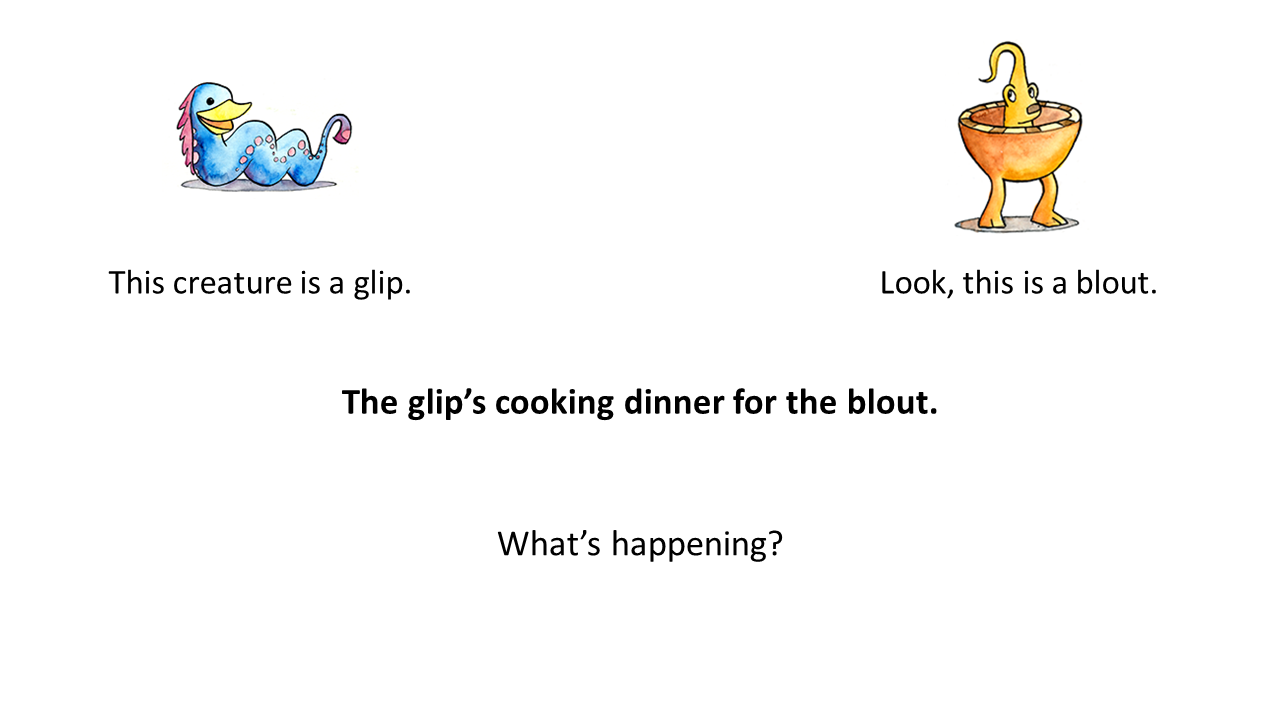 This creature is a glip.
Look, this is a blout.
The glip’s cooking dinner for the blout.
What’s happening?